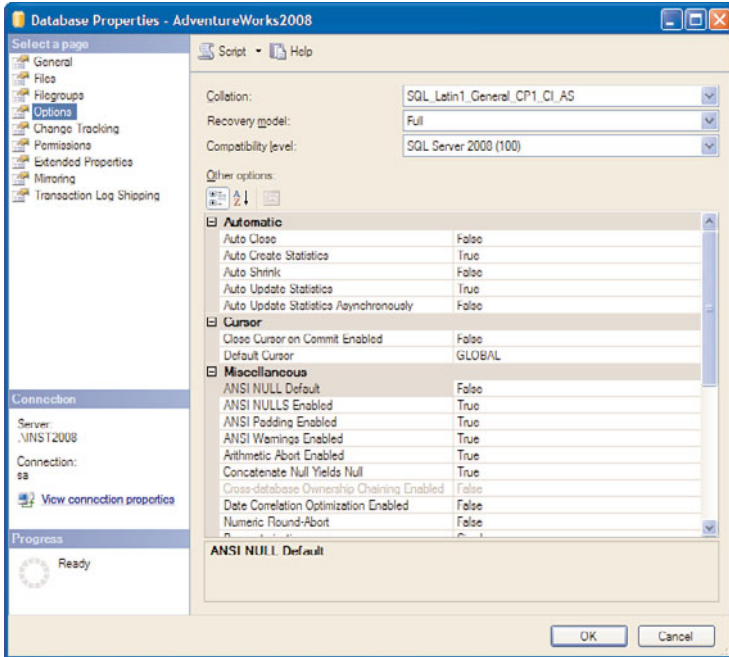 Database Properties - AdventureWorks2008
Select a page
General
Files
Filegroups
Options
Change Tracking
Permissions
Extended Properties
Mirroring
Transaction Log Shipping
Script
Help
Collation: SQL_Latin1_General_CP1_CI_AS
Recovery model: Full
Compatibility level: SQL Server 2008 (100)
Other options:
Automatic
Auto Close False
Auto Create Statistics True
Auto Shrink False
Auto Update Statistics True
Auto Update Statistics Asynchronously False
Cursor
Close Cursor on Commit Enabled False
Default Cursor GLOBAL
Miscellaneous
ANSI NULL Default False
ANSI NULLS Enabled True
ANSI Padding Enabled True
ANSI Warnings Enabled True
Arithmetic Abort Enabled True
Concatenate Null Yields Null True
Cross-database Ownership Chaining Enabled False
Date Correlation Optimization Enabled False
Numeric Round-Abort False
ANSI NULL Default
Connection
Server:
.\INST2008
Connection:
sa
View connection properties
Progress
Ready
OK
Cancel